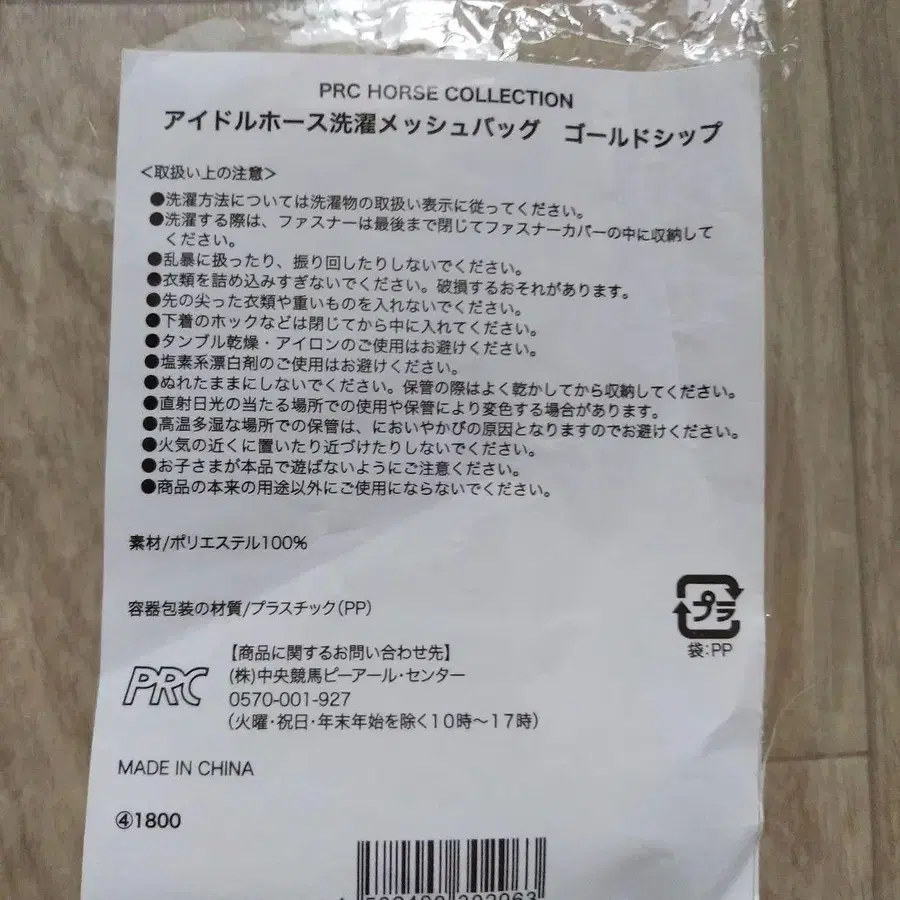 PRC HORSE COLLECTION
アイドルホース洗濯メッシュバッグ　ゴールドシップ
＜取扱い上の注意＞
●洗濯方法については洗濯物の取扱い表示に従ってください。
●洗濯する際は、ファスナーは最後まで閉じてファスナーカバーの中に収納して
ください。
●乱暴に扱ったり、振り回したりしないでください。
●衣類を詰め込みすぎないでください。破損するおそれがあります。
●先の尖った衣類や重いものを入れないでください。
●下着のホックなどは閉じてから中に入れてください。
●タンブル乾燥・アイロンのご使用はお避けください。
●塩素系漂白剤のご使用はお避けください。
●ぬれたままにしないでください。保管の際はよく乾かしてから収納してください。
●直射日光の当たる場所での使用や保管により変色する場合があります。
●高温多湿な場所での保管は、においやかびの原因となりますのでお避けください。
●火気の近くに置いたり近づけたりしないでください。
●お子さまが本品で遊ばないようにご注意ください。
●商品の本来の用途以外にご使用にならないでください。
素材/ポリエステル100%
容器包装の材質/プラスチック(PP)
プラ
袋:PP
PRC
【商品に関するお問い合わせ先】
(株)中央競馬ピーアール・センター
0570-001-927
(火曜・祝日・年末年始を除く10時〜17時)
MADE IN CHINA
④1800